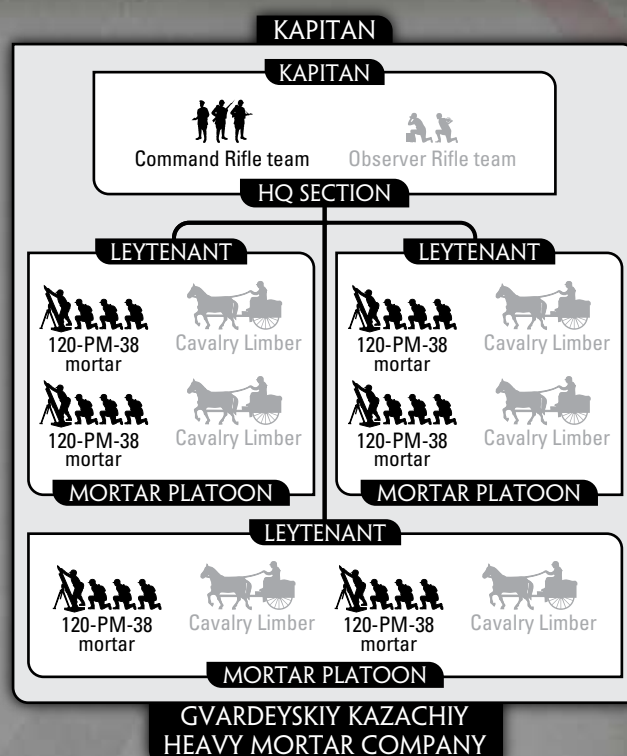 KAPITAN
KAPITAN
Command Rifle team
Observer Rifle team
HQ SECTION
LEYTENANT
120-PM-38
mortar
Cavalry Limber
120-PM-38
mortar
Cavalry Limber
MORTAR PLATOON
LEYTENANT
120-PM-38
mortar
Cavalry Limber
120-PM-38
mortar
Cavalry Limber
MORTAR PLATOON
LEYTENANT
120-PM-38
mortar
Cavalry Limber
120-PM-38
mortar
Cavalry Limber
MORTAR PLATOON
GVARDEYSKIY KAZACHIY
HEAVY MORTAR COMPANY